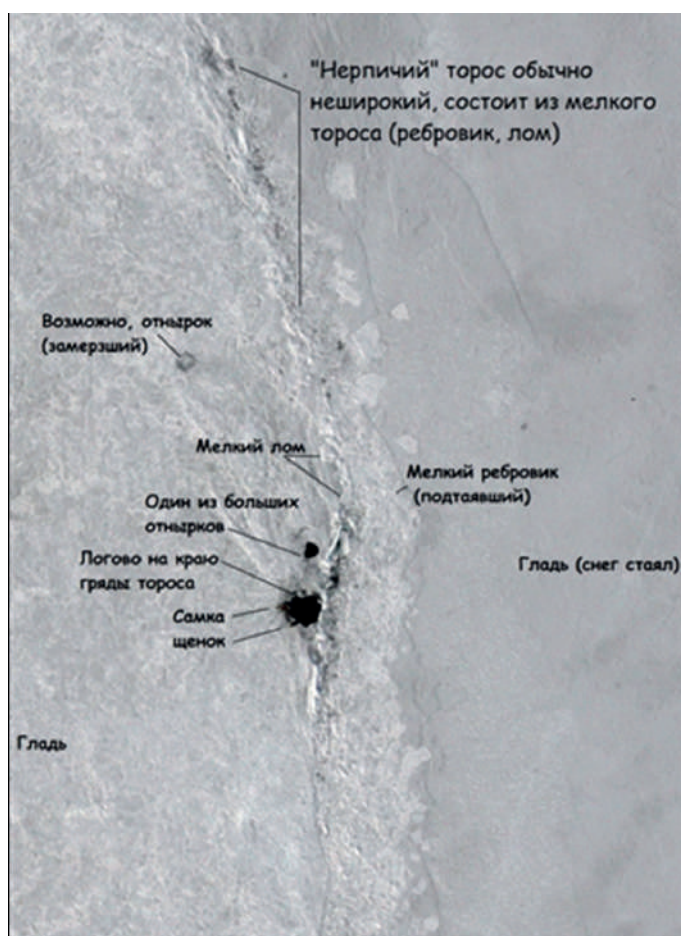 "Нерпичий" торос обычно
неширокий, состоит из мелкого
тороса (ребровик, лом)
Возможно, отнырок
(замерзший)
Мелкий лом
Мелкий ребровик
(подтаявший)
Один из больших
отнырков
Гладь (снег стаял)
Логово на краю
гряды тороса
Самка
щенок
Гладь